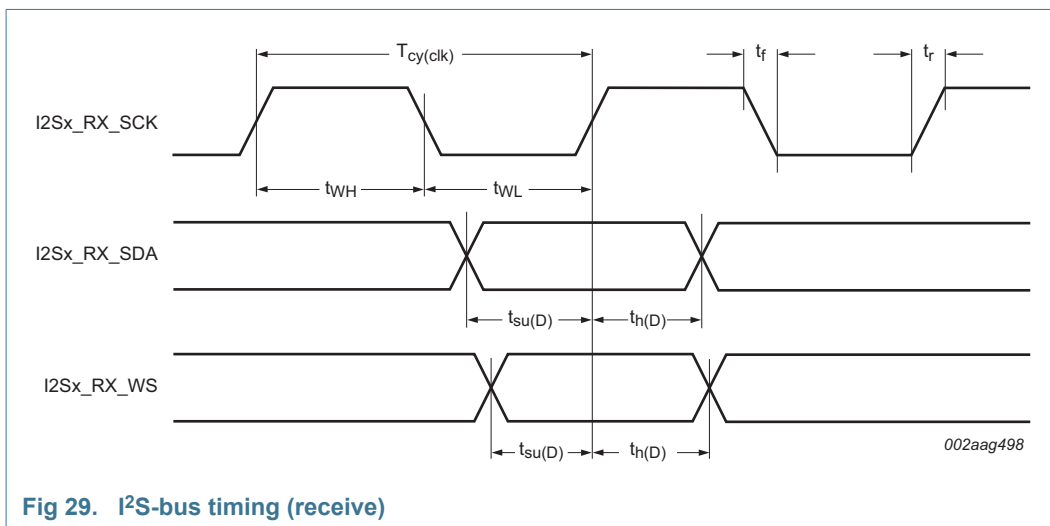 T_cy(clk) t_f t_r
I2Sx_RX_SCK
t_WH t_WL
I2Sx_RX_SDA
t_su(D) t_h(D)
I2Sx_RX_WS
t_su(D) t_h(D)
002aag498
Fig 29. I²S-bus timing (receive)